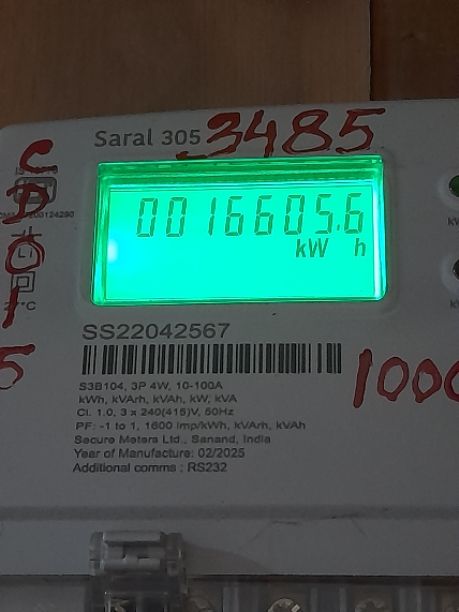 Saral 305 3485
0016605.6
kW h
SS22042567
S3B104, 3P 4W, 10-100A
kWh, kVArh, kVAh, kW, kVA
Cl. 1.0, 3 x 240(415)V, 50Hz
PF: -1 to 1, 1600 imp/kWh, kVArh, kVAh
Secure Meters Ltd., Sanand, India
Year of Manufacture: 02/2025
Additional comms : RS232